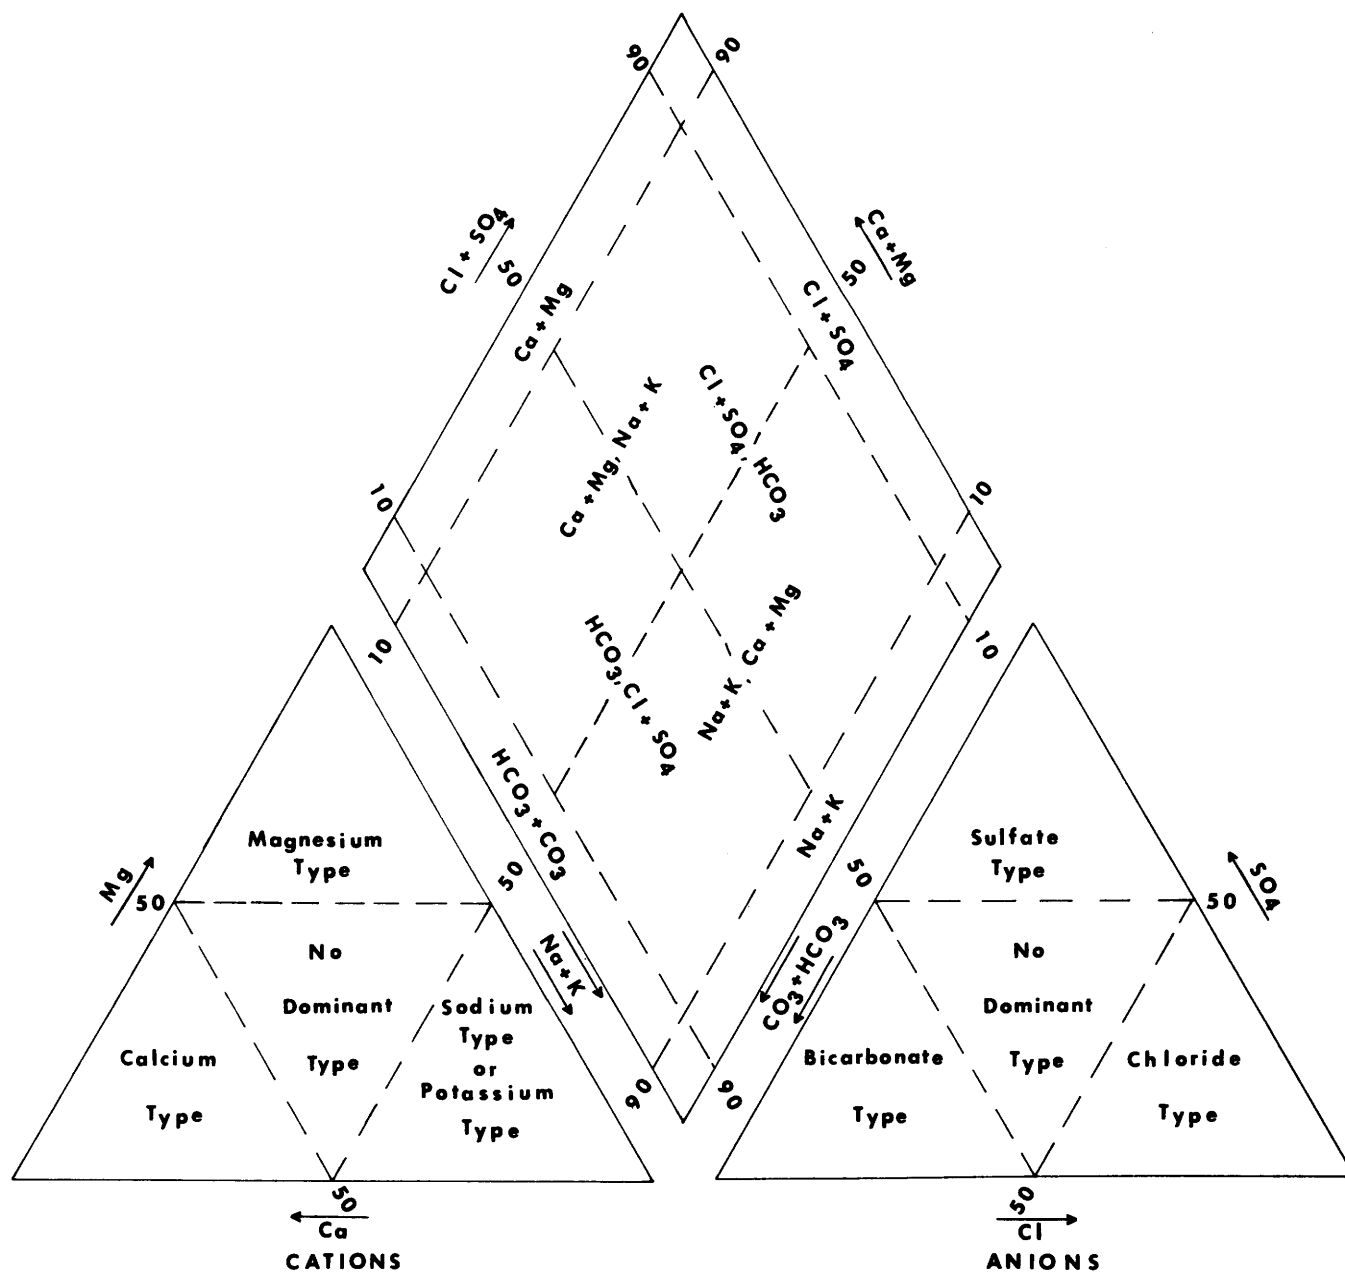 90
90
Cl + SO4
50
Ca+Mg
50
Ca+Mg
Cl + SO4
Ca+Mg, Na+K
Cl+SO4, HCO3
10
10
HCO3, Cl+SO4
Na+K, Ca+Mg
10
10
HCO3+CO3
Na+K
Magnesium
Type
Sulfate
Type
Mg
50
50
50
50
SO4
Na+K
CO3+HCO3
No
Dominant
Type
No
Dominant
Type
Calcium
Type
Sodium
Type
or
Potassium
Type
Bicarbonate
Type
Chloride
Type
90
90
50
Ca
CATIONS
50
Cl
ANIONS